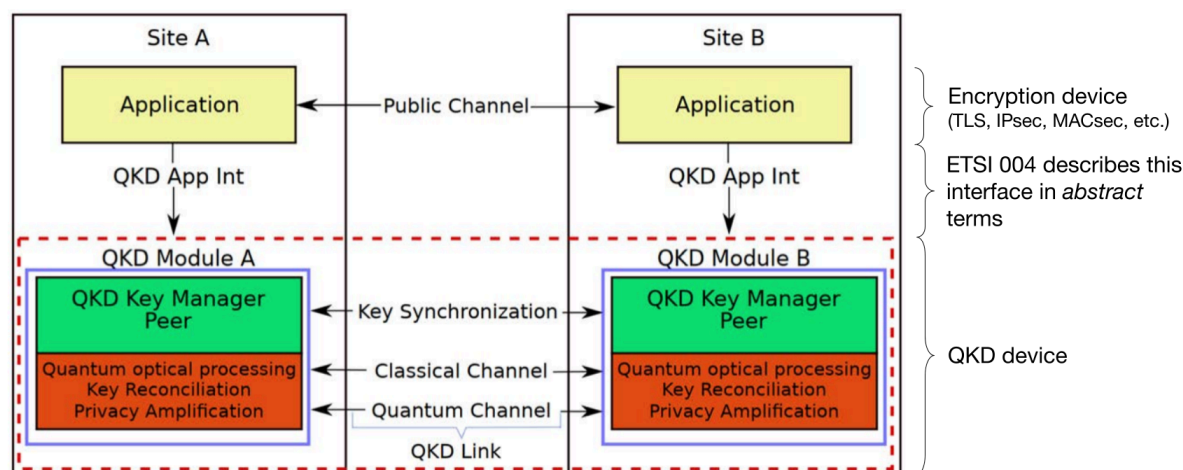 Site A
Site B
Application
Public Channel
Application
Encryption device
(TLS, IPsec, MACsec, etc.)
QKD App Int
QKD App Int
ETSI 004 describes this
interface in abstract
terms
QKD Module A
QKD Module B
QKD Key Manager
Peer
Key Synchronization
QKD Key Manager
Peer
QKD device
Quantum optical processing
Key Reconciliation
Privacy Amplification
Classical Channel
Quantum Channel
QKD Link
Quantum optical processing
Key Reconciliation
Privacy Amplification